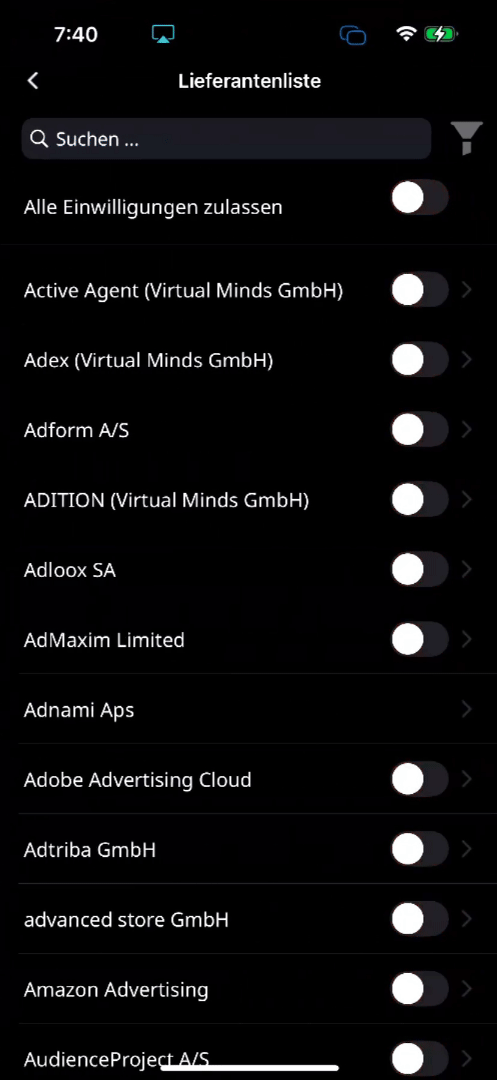 7:40
Lieferantenliste
Suchen ...
Alle Einwilligungen zulassen
Active Agent (Virtual Minds GmbH)
Adex (Virtual Minds GmbH)
Adform A/S
ADITION (Virtual Minds GmbH)
Adloox SA
AdMaxim Limited
Adnami Aps
Adobe Advertising Cloud
Adtriba GmbH
advanced store GmbH
Amazon Advertising
AudienceProject A/S